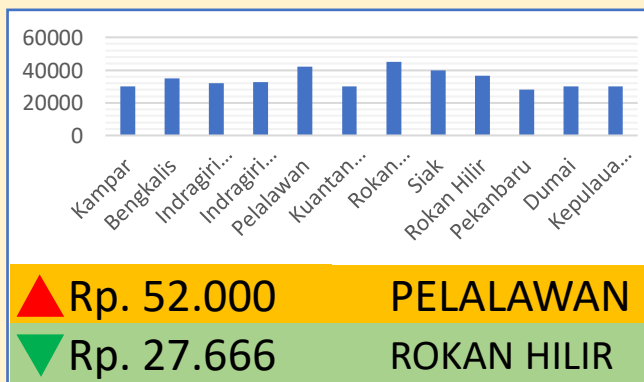 60000
40000
20000
0
Kampar
Bengkalis
Indragiri...
Indragiri...
Pelalawan
Kuantan...
Rokan...
Siak
Rokan Hilir
Pekanbaru
Dumai
Kepulaua...
Rp. 52.000 PELALAWAN
Rp. 27.666 ROKAN HILIR